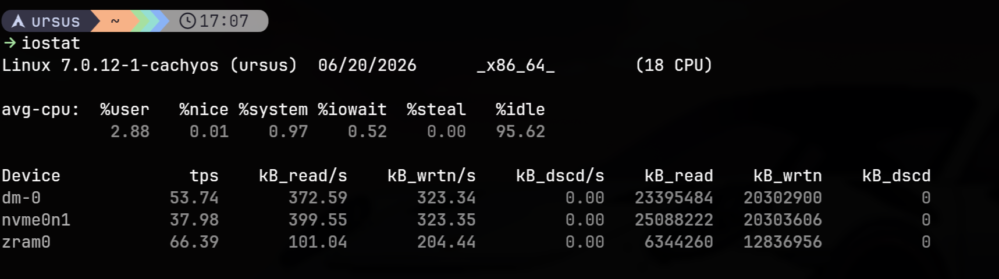 ursus ~ 17:07
→ iostat
Linux 7.0.12-1-cachyos (ursus) 06/20/2026 _x86_64_ (18 CPU)
avg-cpu: %user %nice %system %iowait %steal %idle
2.88 0.01 0.97 0.52 0.00 95.62
Device tps kB_read/s kB_wrtn/s kB_dscd/s kB_read kB_wrtn kB_dscd
dm-0 53.74 372.59 323.34 0.00 23395484 20302900 0
nvme0n1 37.98 399.55 323.35 0.00 25088222 20303606 0
zram0 66.39 101.04 204.44 0.00 6344260 12836956 0